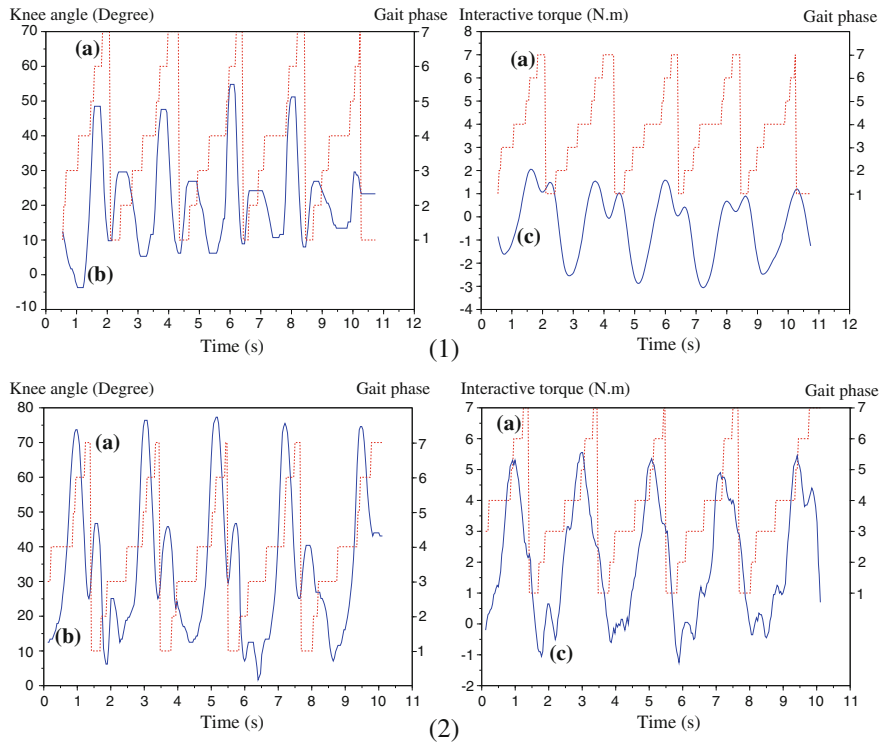 Knee angle (Degree) Gait phase
70 7
60 6
50 5
40 4
30 3
20 2
10 1
0
-10
(a)
(b)
0 1 2 3 4 5 6 7 8 9 10 11 12
Time (s)
Interactive torque (N.m) Gait phase
8
7 7
6 6
5 5
4 4
3 3
2 2
1 1
0
-1
-2
-3
-4
(a)
(c)
0 1 2 3 4 5 6 7 8 9 10 11 12
Time (s)
(1)
Knee angle (Degree) Gait phase
80
70 7
60 6
50 5
40 4
30 3
20 2
10 1
0
(a)
(b)
0 1 2 3 4 5 6 7 8 9 10 11
Time (s)
Interactive torque (N.m) Gait phase
7 7
6 6
5 5
4 4
3 3
2 2
1 1
0
-1
-2
(a)
(c)
0 1 2 3 4 5 6 7 8 9 10 11
Time (s)
(2)